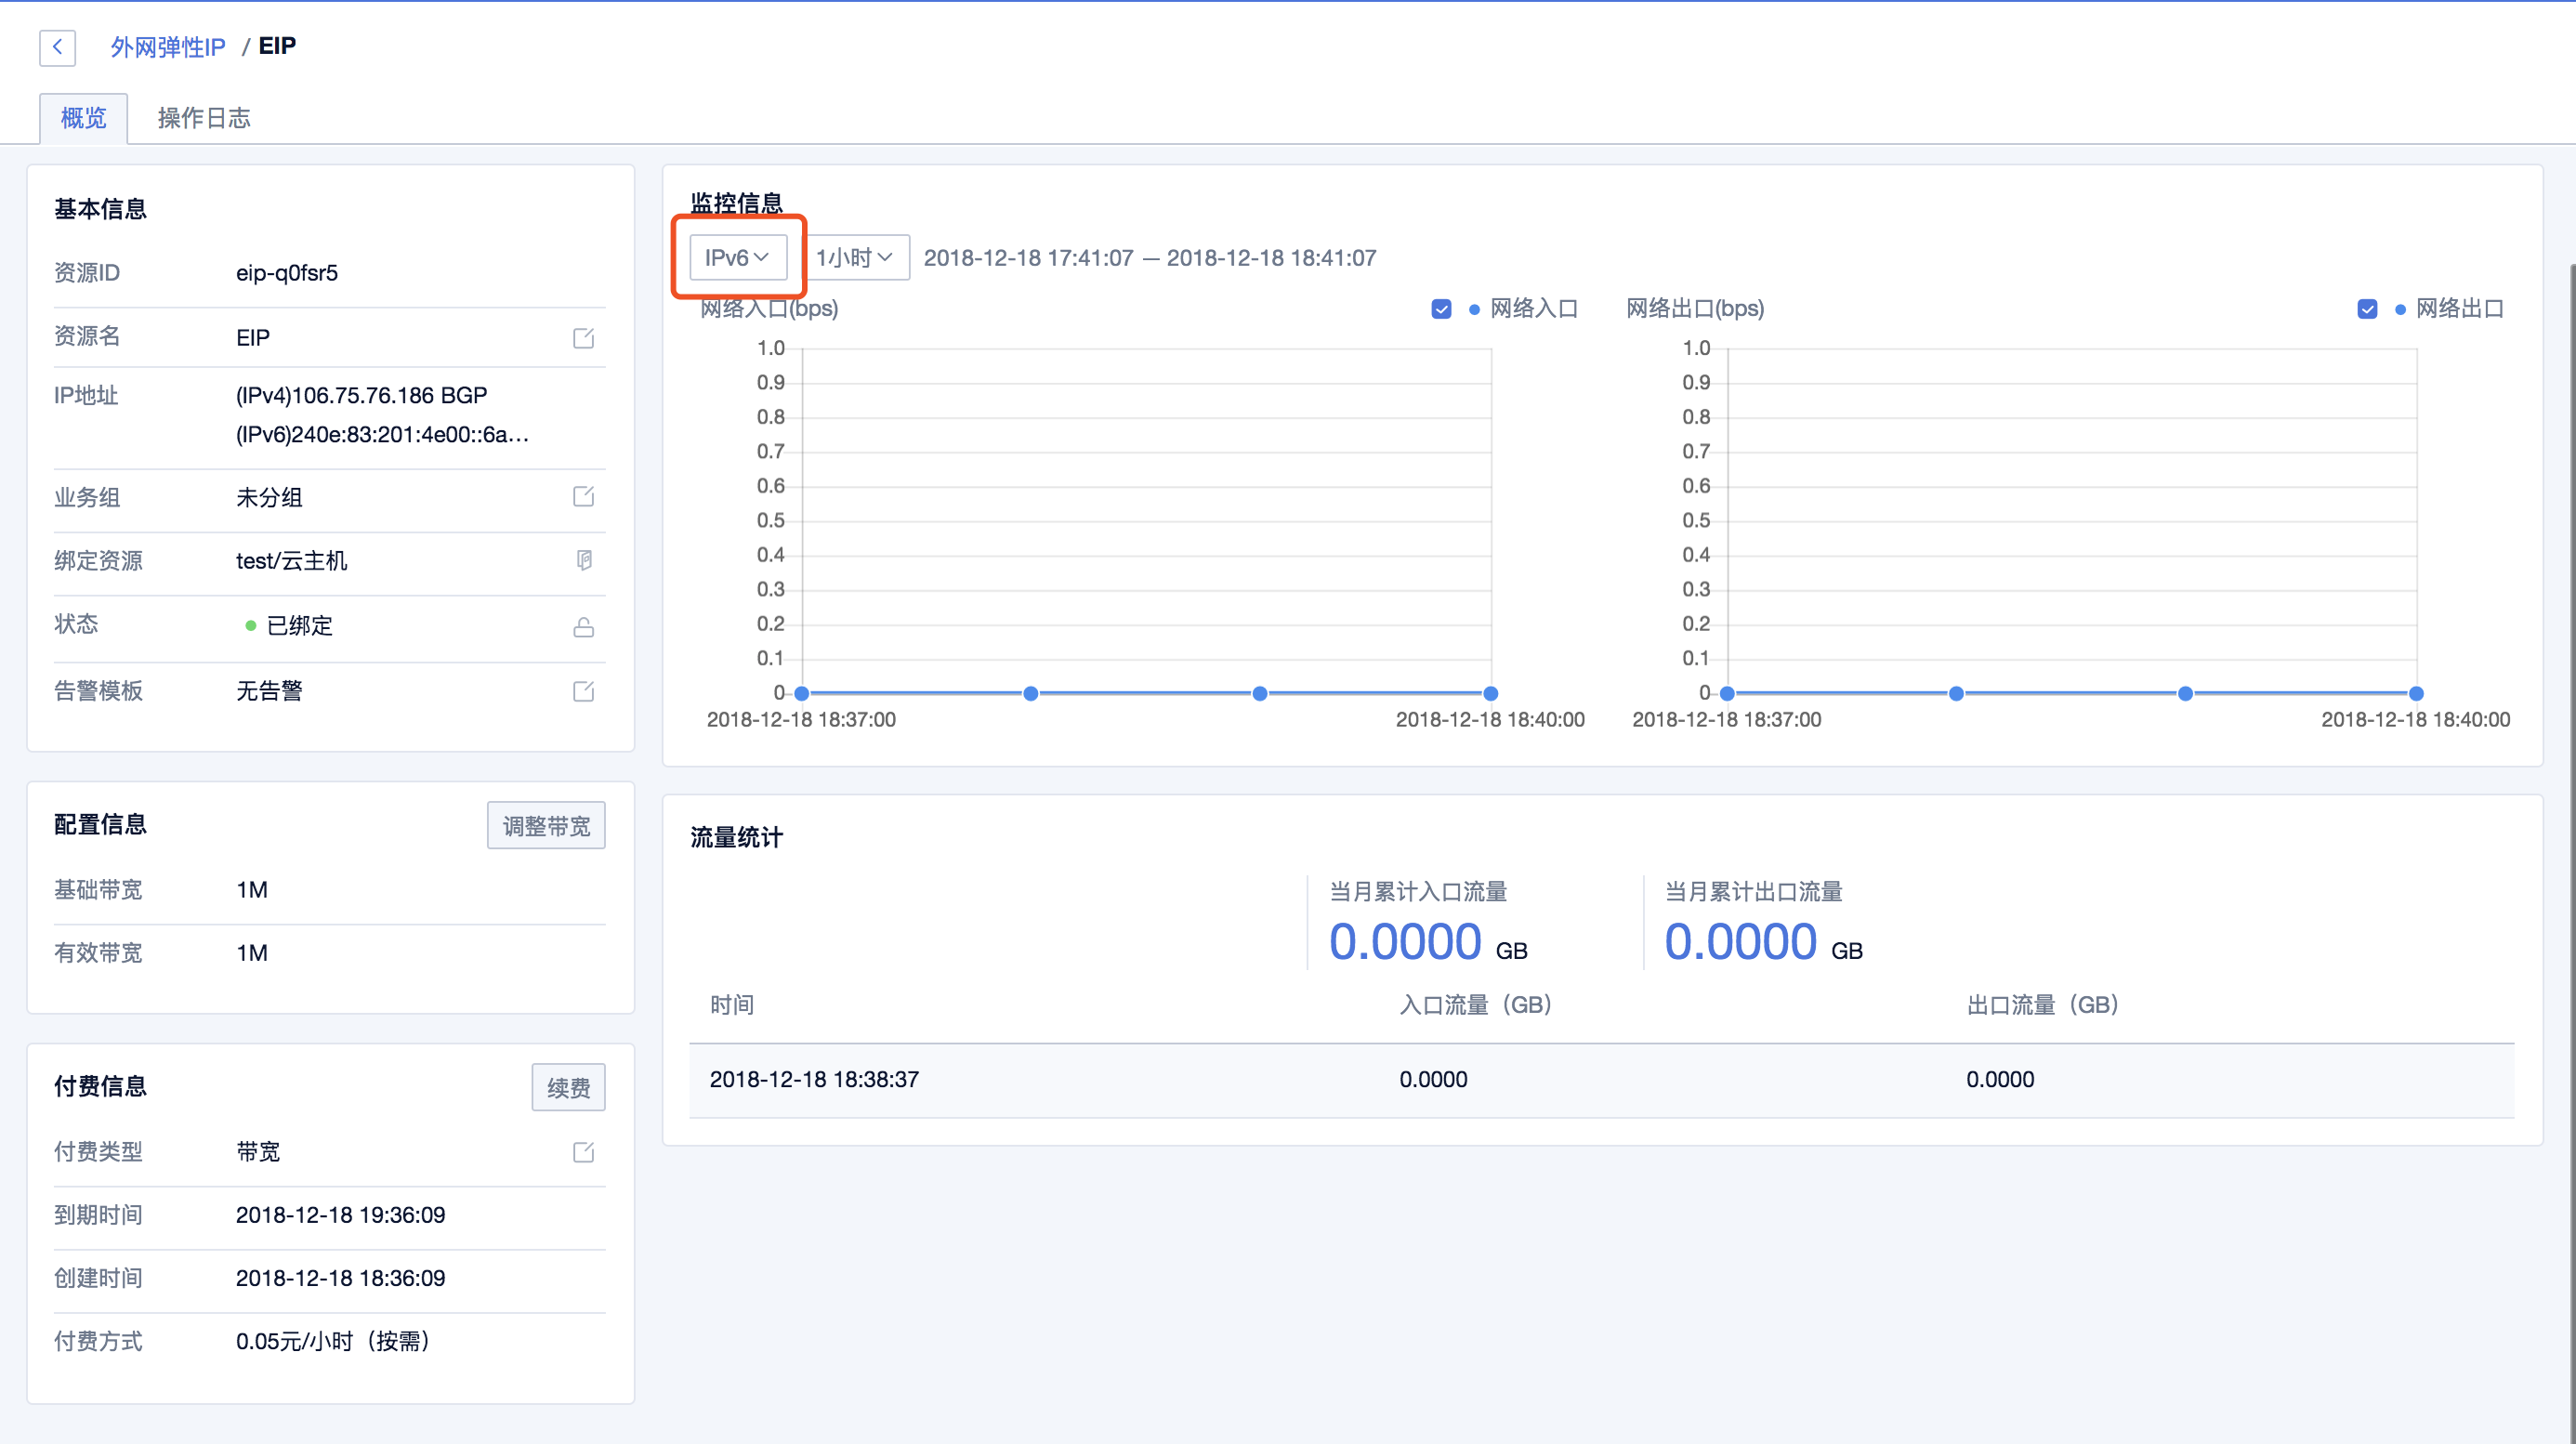 外网弹性IP / EIP
概览 操作日志
基本信息
资源ID eip-q0fsr5
资源名 EIP
IP地址 (IPv4)106.75.76.186 BGP
(IPv6)240e:83:201:4e00::6a...
业务组 未分组
绑定资源 test/云主机
状态 已绑定
告警模板 无告警
配置信息 调整带宽
基础带宽 1M
有效带宽 1M
付费信息 续费
付费类型 带宽
到期时间 2018-12-18 19:36:09
创建时间 2018-12-18 18:36:09
付费方式 0.05元/小时（按需）
监控信息
IPv6 1小时 2018-12-18 17:41:07 — 2018-12-18 18:41:07
网络入口(bps) 网络入口
1.0
0.9
0.8
0.7
0.6
0.5
0.4
0.3
0.2
0.1
0
2018-12-18 18:37:00 2018-12-18 18:40:00
网络出口(bps) 网络出口
1.0
0.9
0.8
0.7
0.6
0.5
0.4
0.3
0.2
0.1
0
2018-12-18 18:37:00 2018-12-18 18:40:00
流量统计
当月累计入口流量 当月累计出口流量
0.0000 GB 0.0000 GB
时间 入口流量（GB） 出口流量（GB）
2018-12-18 18:38:37 0.0000 0.0000